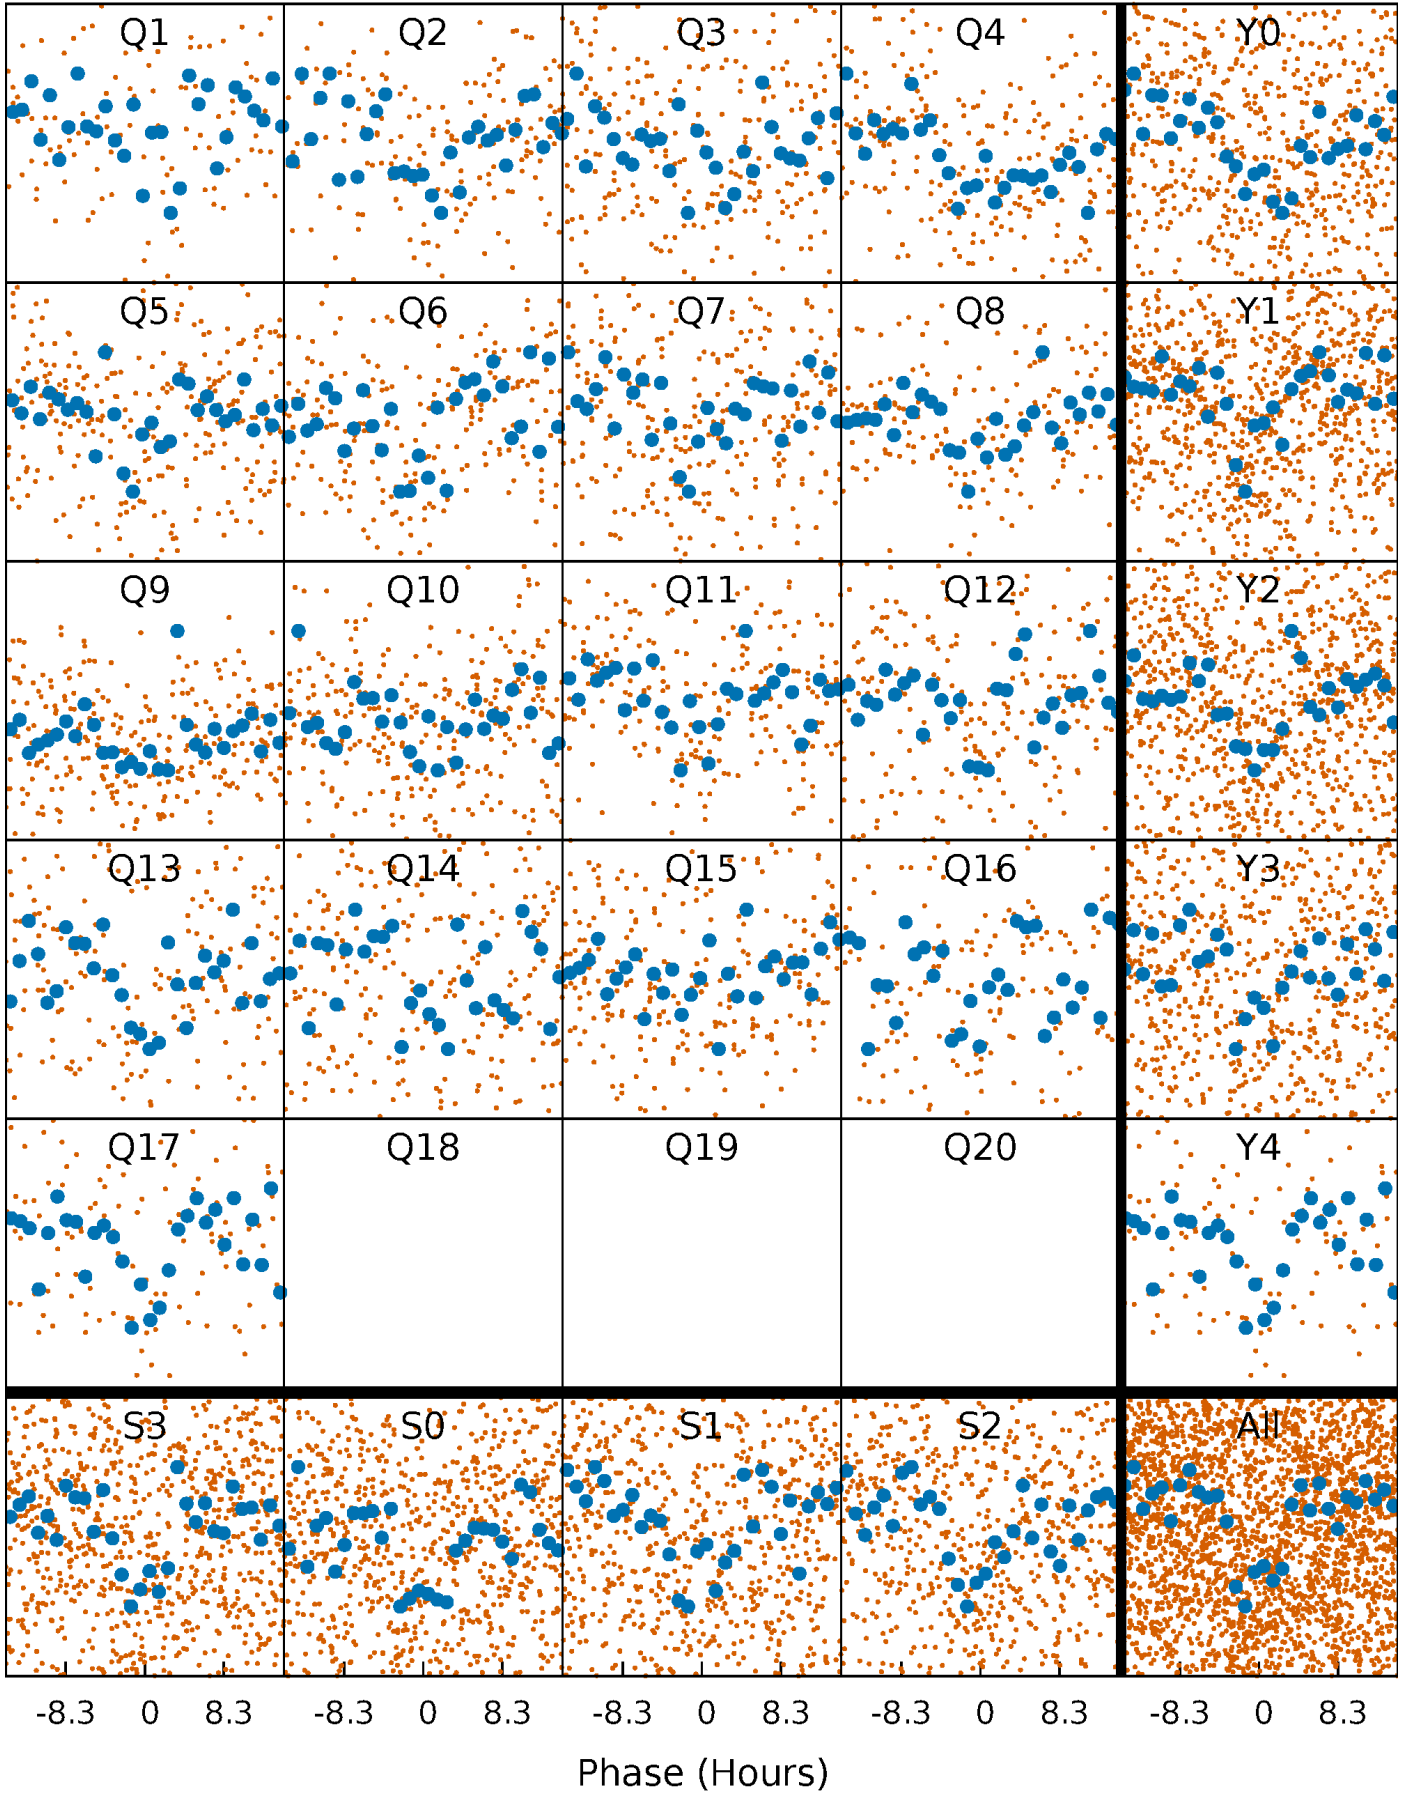 Q1 Q2 Q3 Q4 Y0
Q5 Q6 Q7 Q8 Y1
Q9 Q10 Q11 Q12 Y2
Q13 Q14 Q15 Q16 Y3
Q17 Q18 Q19 Q20 Y4
S3 S0 S1 S2 All
-8.3 0 8.3 -8.3 0 8.3 -8.3 0 8.3 -8.3 0 8.3 -8.3 0 8.3
Phase (Hours)